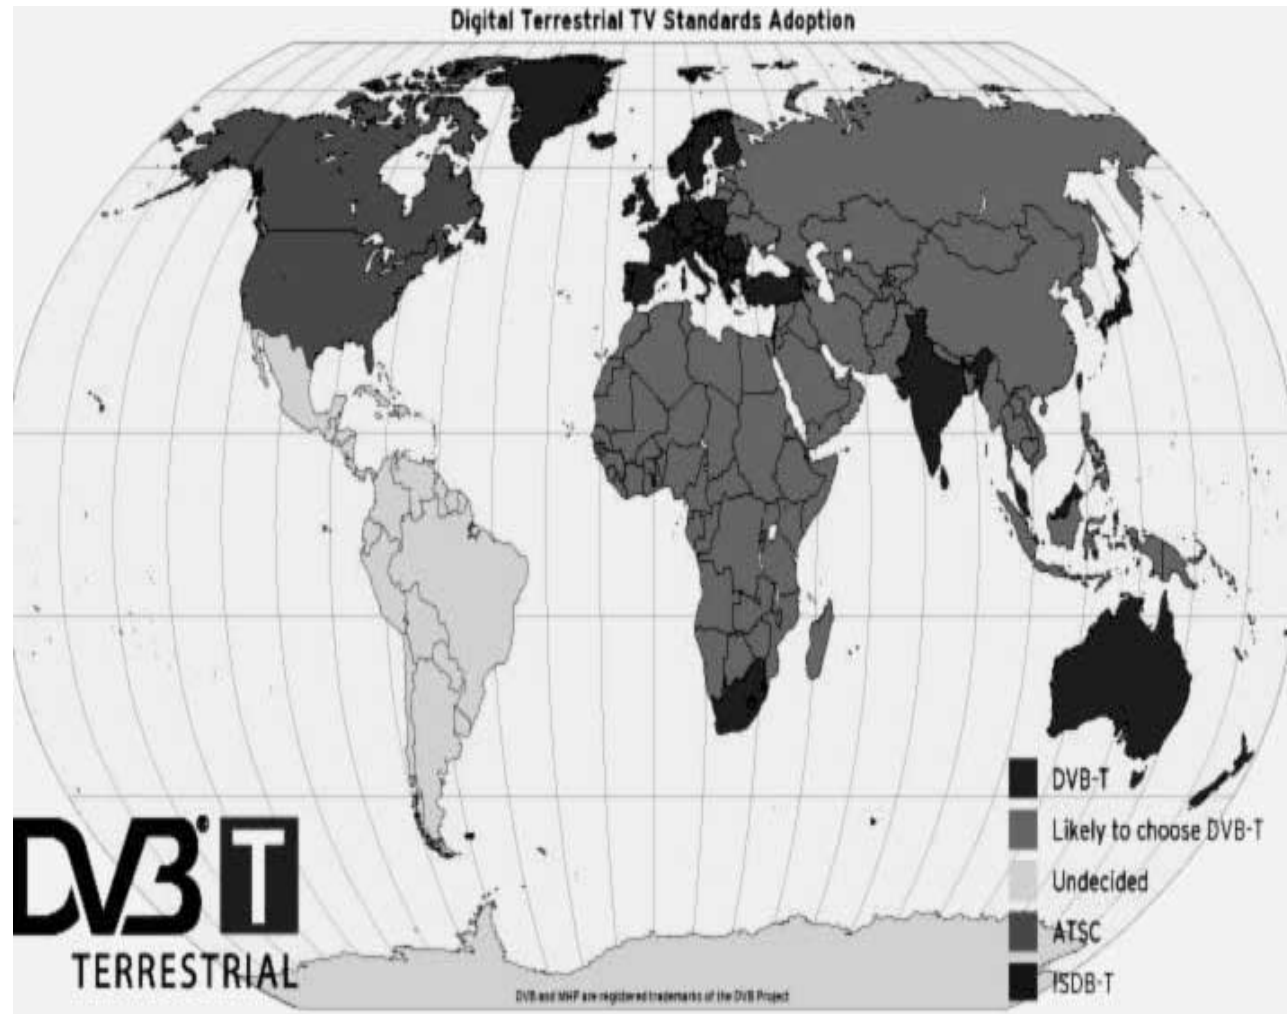 Digital Terrestrial TV Standards Adoption
DVB-T
Likely to choose DVB-T
Undecided
ATSC
ISDB-T
DVB T
TERRESTRIAL
DVB and MHP are registered trademarks of the DVB Project